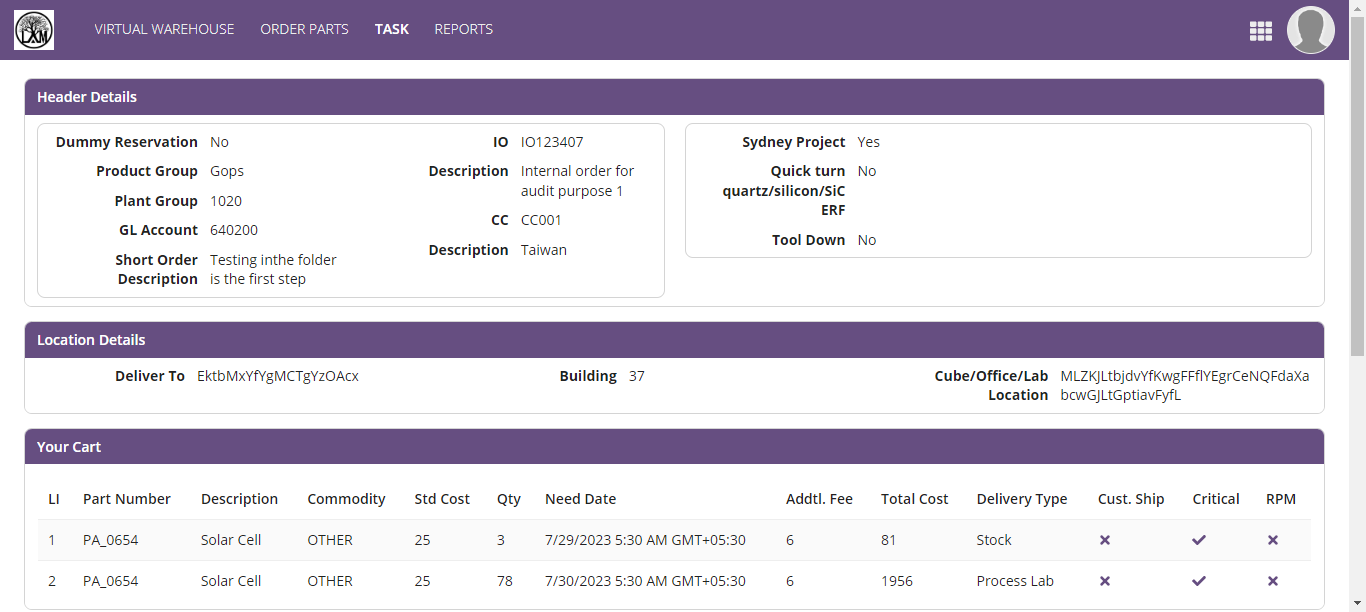 LXM
VIRTUAL WAREHOUSE ORDER PARTS TASK REPORTS
Header Details
Dummy Reservation No
Product Group Gops
Plant Group 1020
GL Account 640200
Short Order Testing inthe folder
Description is the first step
IO IO123407
Description Internal order for
audit purpose 1
CC CC001
Description Taiwan
Sydney Project Yes
Quick turn No
quartz/silicon/SiC
ERF
Tool Down No
Location Details
Deliver To EktbMxYfYgMCTgYzOAcx
Building 37
Cube/Office/Lab MLZKJLtbjdvYfKwgFFflYEgrCeNQFdaXa
Location bcwGJLtGptiavFyfL
Your Cart
LI Part Number Description Commodity Std Cost Qty Need Date Addtl. Fee Total Cost Delivery Type Cust. Ship Critical RPM
1 PA_0654 Solar Cell OTHER 25 3 7/29/2023 5:30 AM GMT+05:30 6 81 Stock
2 PA_0654 Solar Cell OTHER 25 78 7/30/2023 5:30 AM GMT+05:30 6 1956 Process Lab